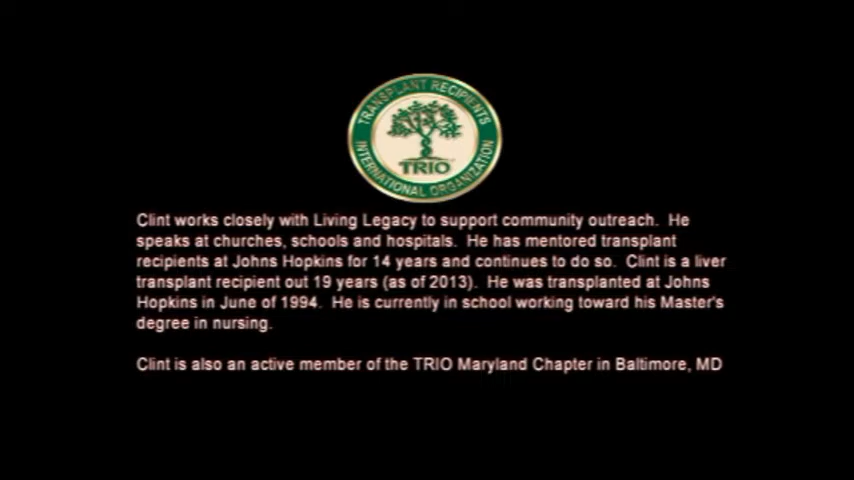 TRANSPLANT RECIPIENTS
TRIO
INTERNATIONAL ORGANIZATION
Clint works closely with Living Legacy to support community outreach.  He
speaks at churches, schools and hospitals.  He has mentored transplant
recipients at Johns Hopkins for 14 years and continues to do so.  Clint is a liver
transplant recipient out 19 years (as of 2013).  He was transplanted at Johns
Hopkins in June of 1994.  He is currently in school working toward his Master's
degree in nursing.
Clint is also an active member of the TRIO Maryland Chapter in Baltimore, MD